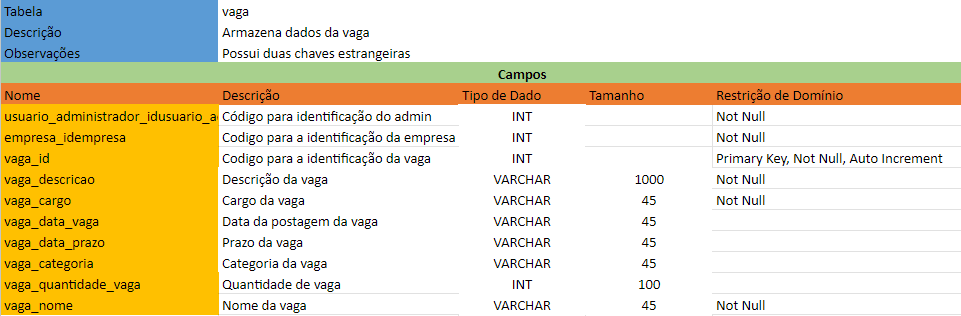 Tabela vaga
Descrição Armazena dados da vaga
Observações Possui duas chaves estrangeiras
Campos
Nome Descrição Tipo de Dado Tamanho Restrição de Domínio
usuario_administrador_idusuario_a Código para identificação do admin INT Not Null
empresa_idempresa Codigo para a identificação da empresa INT Not Null
vaga_id Codigo para a identificação da vaga INT Primary Key, Not Null, Auto Increment
vaga_descricao Descrição da vaga VARCHAR 1000 Not Null
vaga_cargo Cargo da vaga VARCHAR 45 Not Null
vaga_data_vaga Data da postagem da vaga VARCHAR 45
vaga_data_prazo Prazo da vaga VARCHAR 45
vaga_categoria Categoria da vaga VARCHAR 45
vaga_quantidade_vaga Quantidade de vaga INT 100
vaga_nome Nome da vaga VARCHAR 45 Not Null